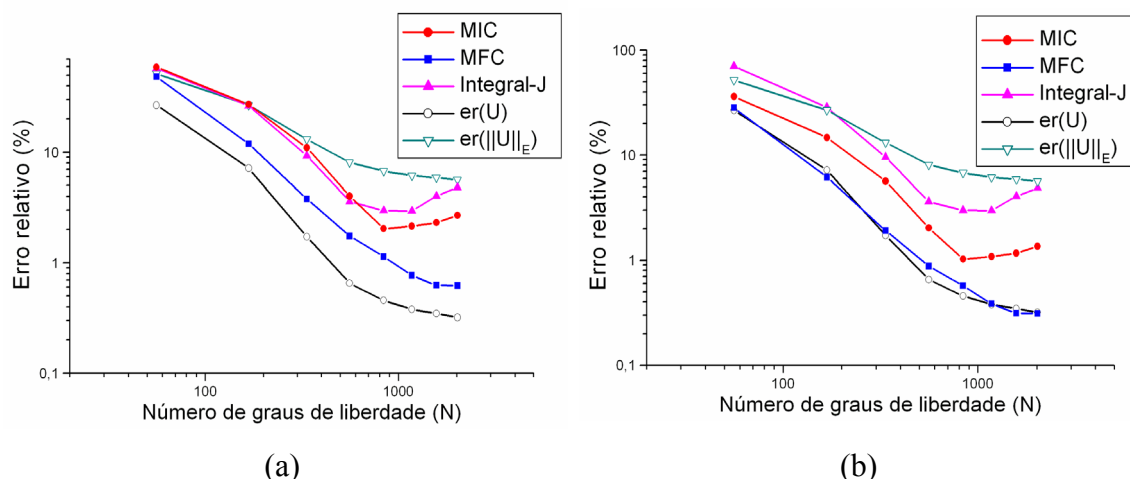 MIC
MFC
Integral-J
er(U)
er(||U||E)
10
1
0,1
100
1000
Erro relativo (%)
Número de graus de liberdade (N)
(a)
MIC
MFC
Integral-J
er(U)
er(||U||E)
100
10
1
0,1
100
1000
Erro relativo (%)
Número de graus de liberdade (N)
(b)